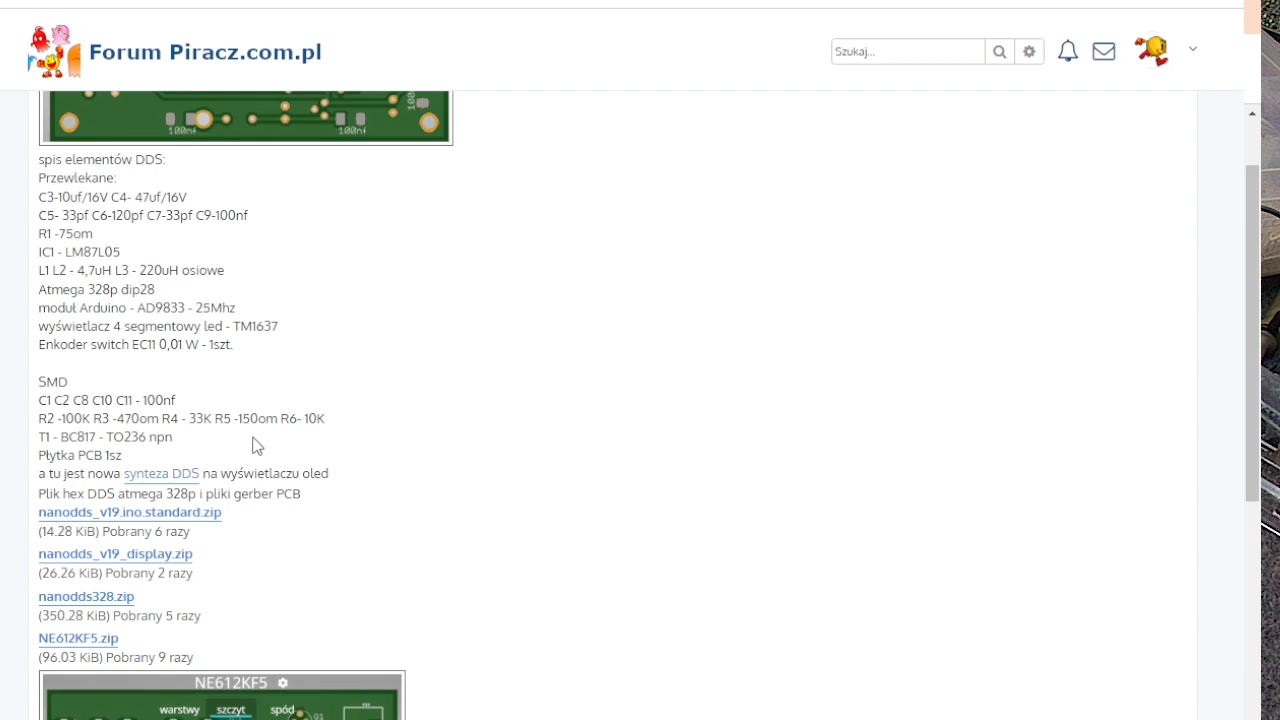 Forum Piracz.com.pl
Szukaj...
100nf
100nf
100
spis elementów DDS:
Przewlekane:
C3-10uf/16V C4- 47uf/16V
C5- 33pf C6-120pf C7-33pf C9-100nf
R1 -75om
IC1 - LM87L05
L1 L2 - 4,7uH L3 - 220uH osiowe
Atmega 328p dip28
moduł Arduino - AD9833 - 25Mhz
wyświetlacz 4 segmentowy led - TM1637
Enkoder switch EC11 0,01 W - 1szt.
SMD
C1 C2 C8 C10 C11 - 100nf
R2 -100K R3 -470om R4 - 33K R5 -150om R6- 10K
T1 - BC817 - TO236 npn
Płytka PCB 1sz
a tu jest nowa synteza DDS na wyświetlaczu oled
Plik hex DDS atmega 328p i pliki gerber PCB
nanodds_v19.ino.standard.zip
(14.28 KiB) Pobrany 6 razy
nanodds_v19_display.zip
(26.26 KiB) Pobrany 2 razy
nanodds328.zip
(350.28 KiB) Pobrany 5 razy
NE612KF5.zip
(96.03 KiB) Pobrany 9 razy
NE612KF5
warstwy szczyt spód